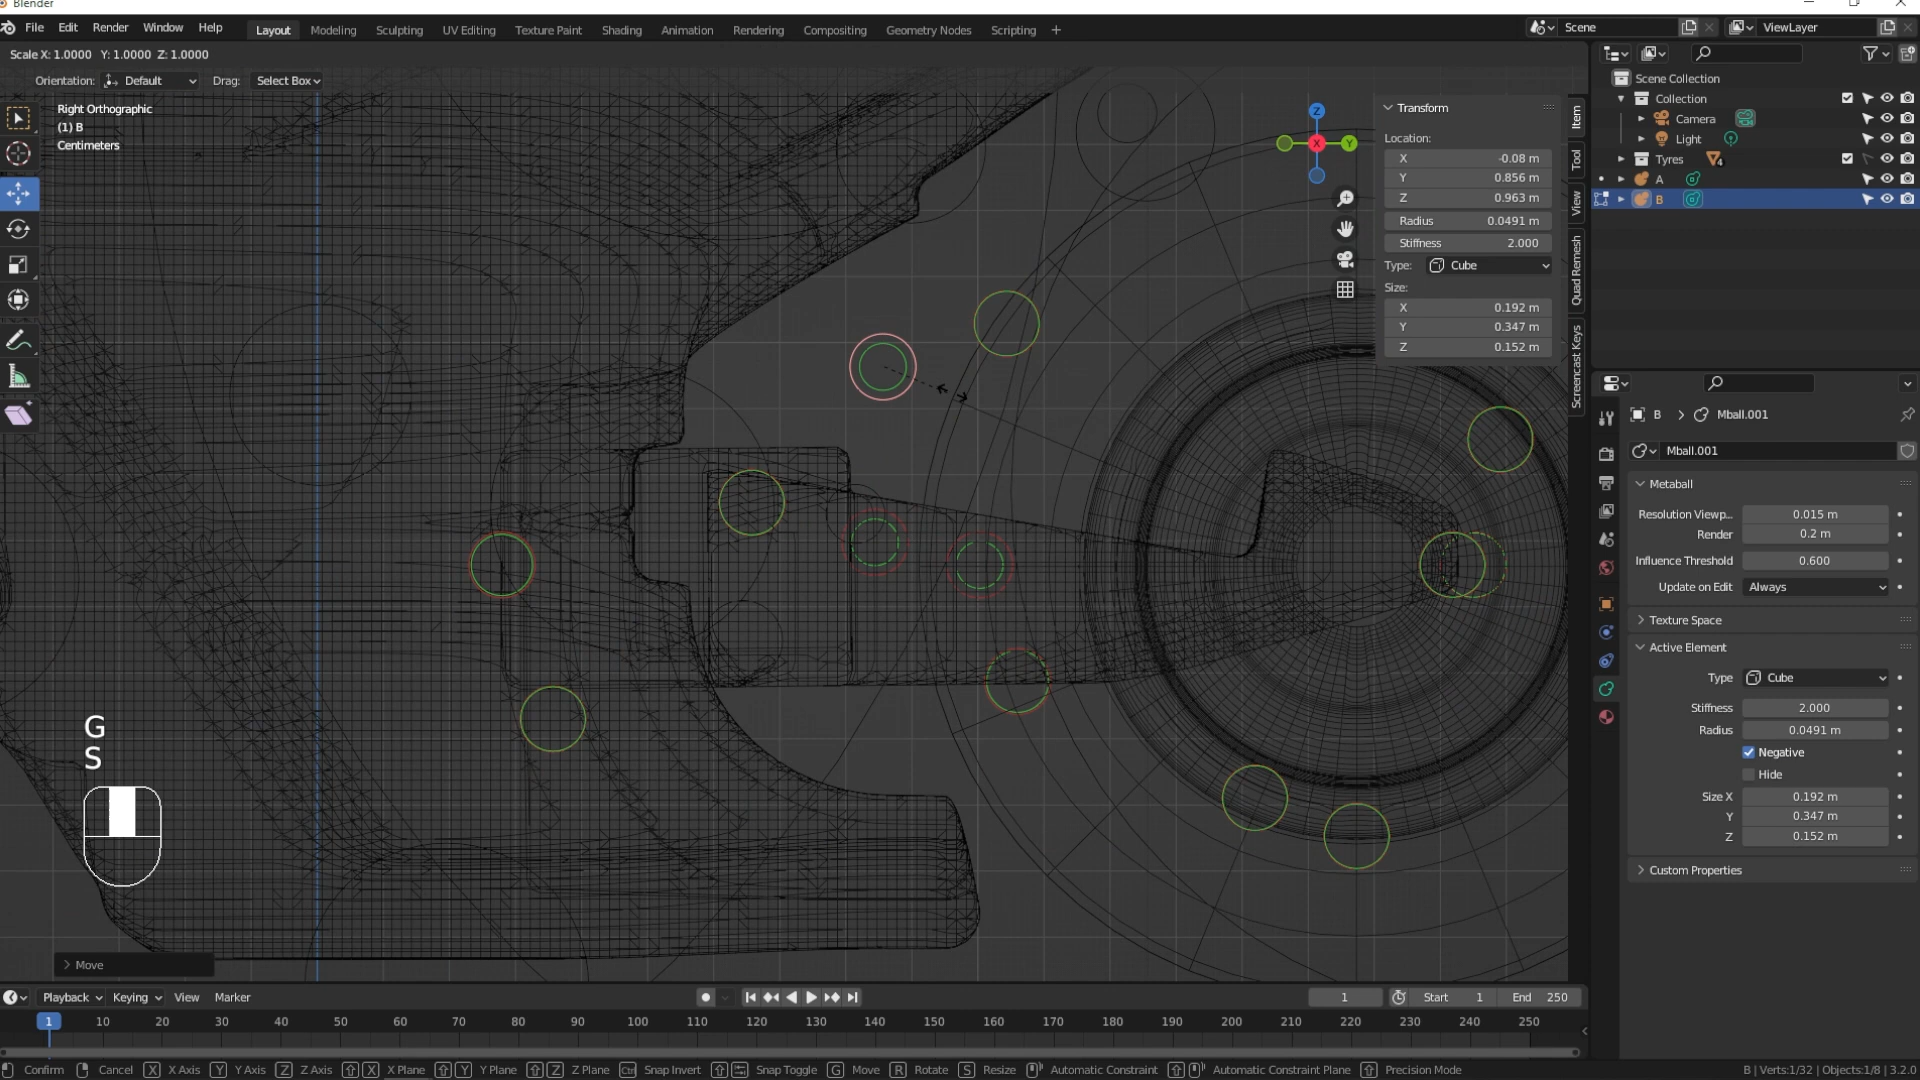 Blender
File Edit Render Window Help
Layout Modeling Sculpting UV Editing Texture Paint Shading Animation Rendering Compositing Geometry Nodes Scripting +
Scene
ViewLayer
Scale X: 1.0000 Y: 1.0000 Z: 1.0000
Orientation: Default Drag: Select Box
Right Orthographic
(1) B
Centimeters
Z
Y
X
Transform
Location:
X -0.08 m
Y 0.856 m
Z 0.963 m
Radius 0.0491 m
Stiffness 2.000
Type: Cube
Size:
X 0.192 m
Y 0.347 m
Z 0.152 m
Item
Tool
View
Quad Remesh
Screencast Keys
Scene Collection
Collection
Camera
Light
Tyres 4
A
B
B > Mball.001
Mball.001
Metaball
Resolution Viewp... 0.015 m
Render 0.2 m
Influence Threshold 0.600
Update on Edit Always
Texture Space
Active Element
Type Cube
Stiffness 2.000
Radius 0.0491 m
Negative
Hide
Size X 0.192 m
Y 0.347 m
Z 0.152 m
Custom Properties
G
S
Move
Playback Keying View Marker
1 Start 1 End 250
1 10 20 30 40 50 60 70 80 90 100 110 120 130 140 150 160 170 180 190 200 210 220 230 240 250
Confirm Cancel X X Axis Y Y Axis Z Z Axis X X Plane Y Y Plane Z Z Plane Ctrl Snap Invert Snap Toggle G Move R Rotate S Resize Automatic Constraint Automatic Constraint Plane Precision Mode
B | Verts:1/32 | Objects:1/8 | 3.2.0